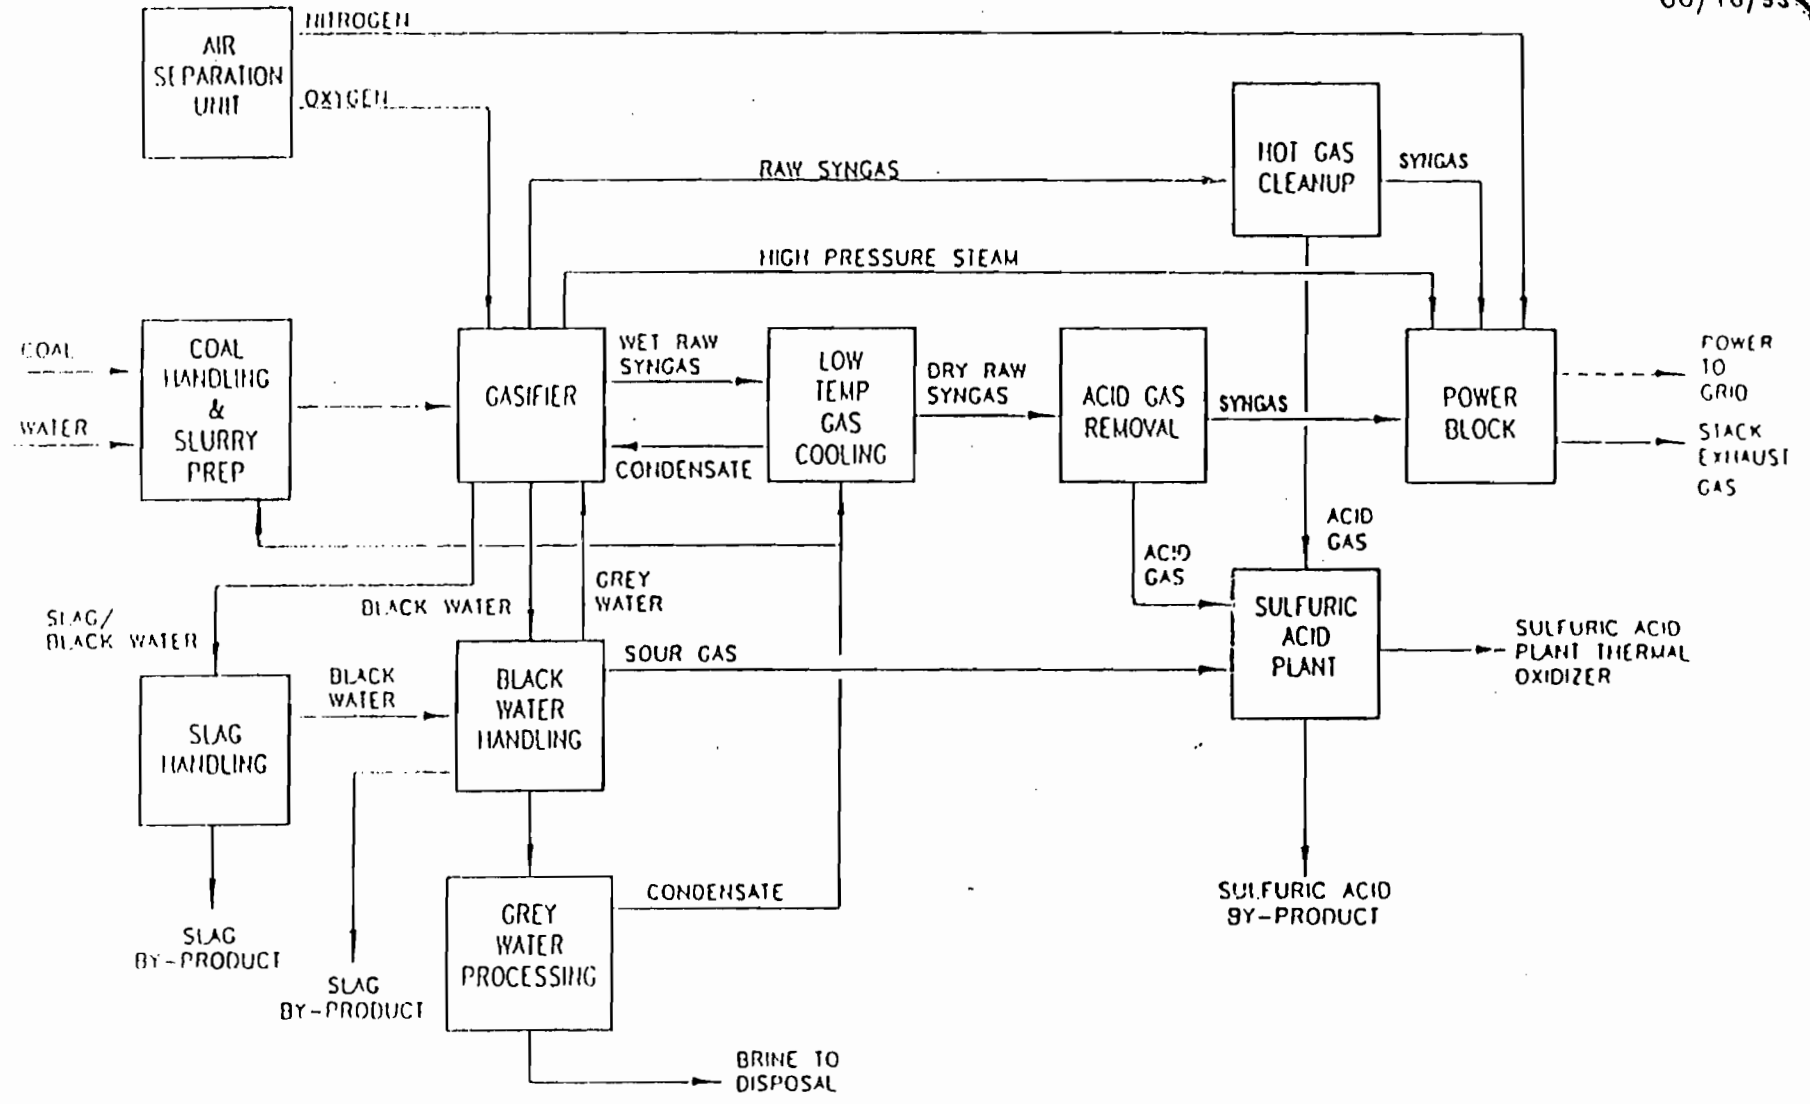 NITROGEN
AIR
SEPARATION
UNIT
OXYGEN
HOT GAS
CLEANUP
SYNGAS
RAW SYNGAS
HIGH PRESSURE STEAM
COAL
WATER
COAL
HANDLING
&
SLURRY
PREP
GASIFIER
WET RAW
SYNGAS
CONDENSATE
LOW
TEMP
GAS
COOLING
DRY RAW
SYNGAS
ACID GAS
REMOVAL
SYNGAS
POWER
BLOCK
POWER
TO
GRID
STACK
EXHAUST
GAS
ACID
GAS
ACID
GAS
SLAG/
BLACK WATER
BLACK WATER
GREY
WATER
SOUR GAS
SULFURIC
ACID
PLANT
SULFURIC ACID
PLANT THERMAL
OXIDIZER
SLAG
HANDLING
BLACK
WATER
BLACK
WATER
HANDLING
SLAG
BY-PRODUCT
SLAG
BY-PRODUCT
GREY
WATER
PROCESSING
CONDENSATE
SULFURIC ACID
BY-PRODUCT
BRINE TO
DISPOSAL